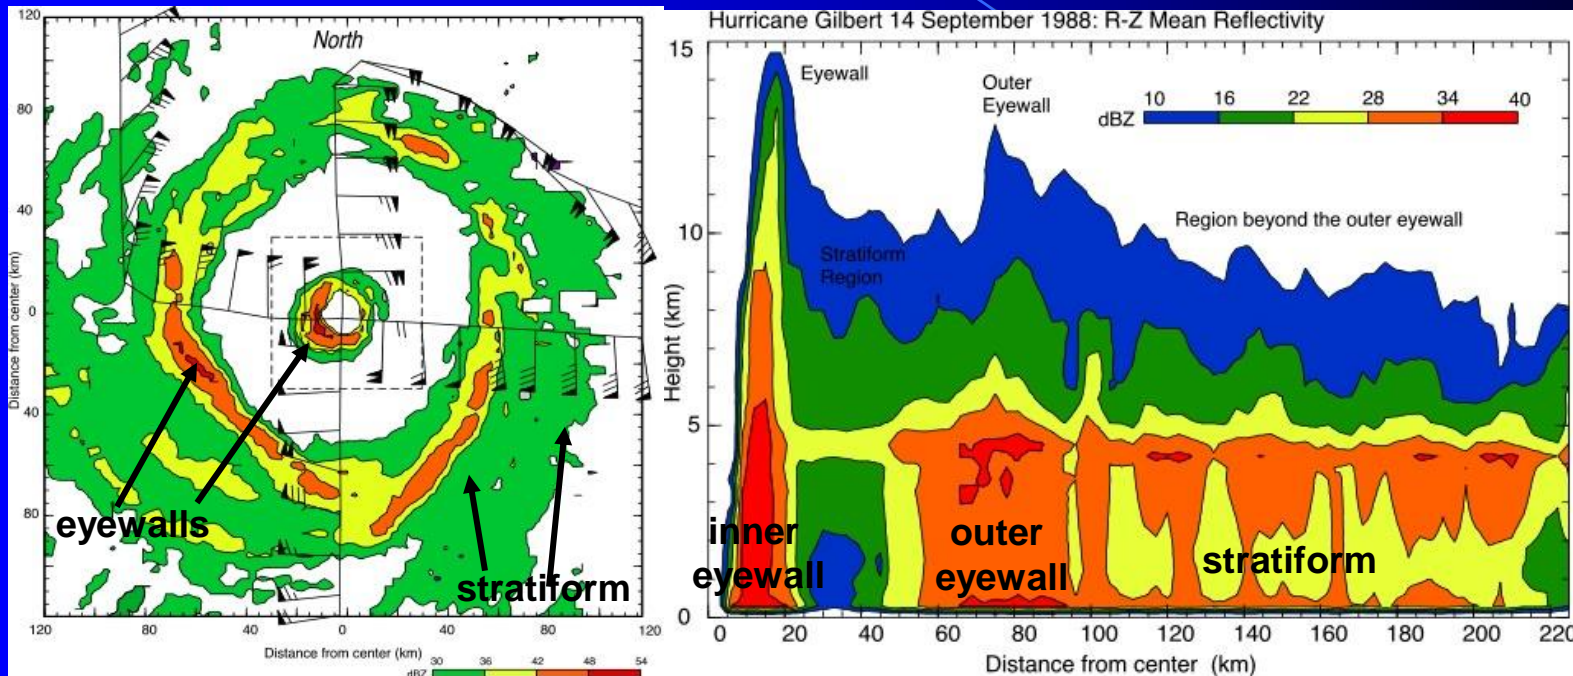 120
80
40
0
40
80
Distance from center (km)
North
eyewalls
stratiform
120
80
40
0
40
80
120
Distance from center (km)
dBZ
30
36
42
48
54
Hurricane Gilbert 14 September 1988: R-Z Mean Reflectivity
15
10
5
0
Height (km)
Eyewall
Outer
Eyewall
10
16
22
28
34
40
dBZ
Region beyond the outer eyewall
Stratiform
Region
inner
eyewall
outer
eyewall
stratiform
0
20
40
60
80
100
120
140
160
180
200
220
Distance from center (km)